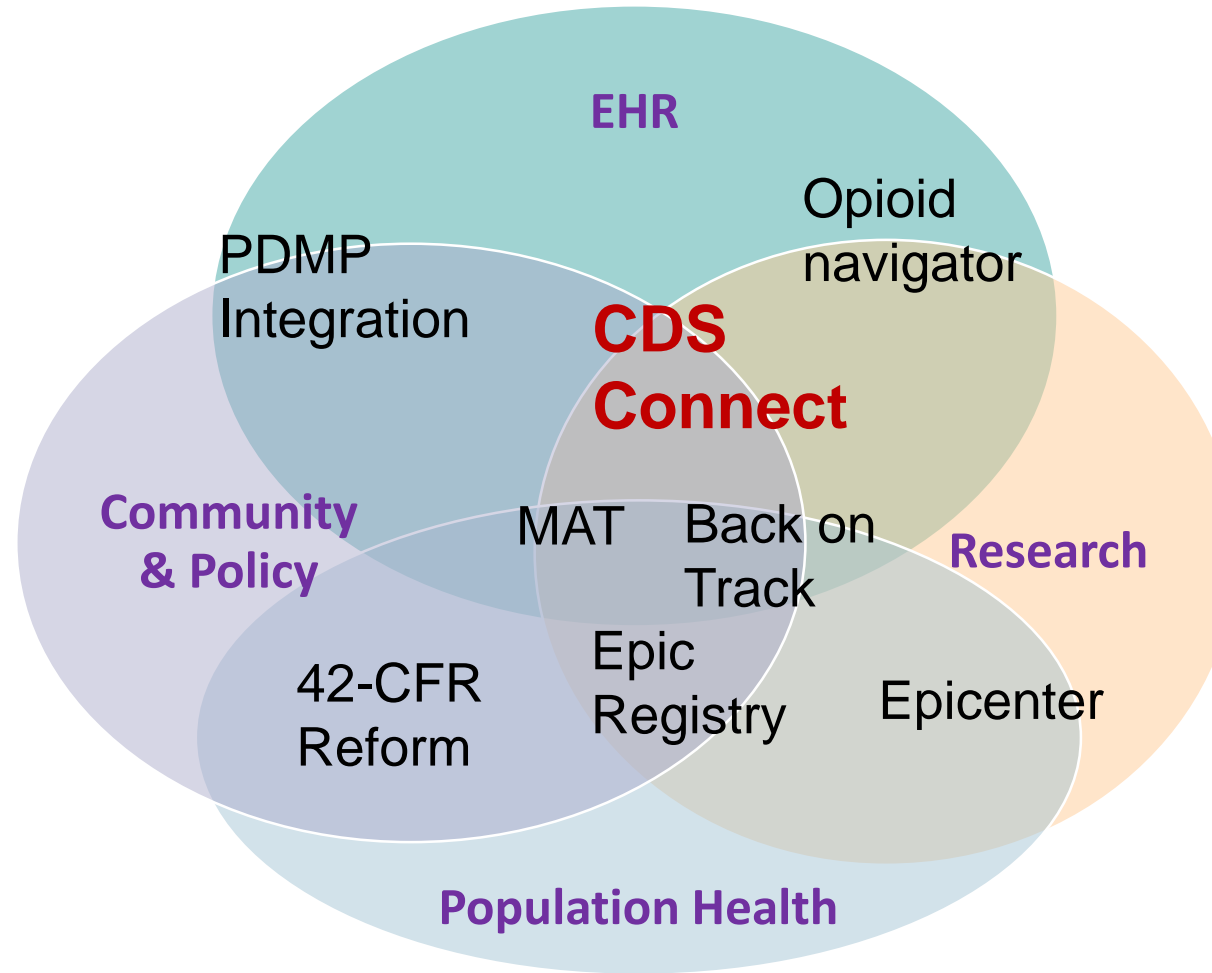 EHR
Opioid
navigator
PDMP
Integration
CDS
Connect
Community
& Policy
MAT
Back on
Track
Research
Epic
Registry
42-CFR
Reform
Epicenter
Population Health